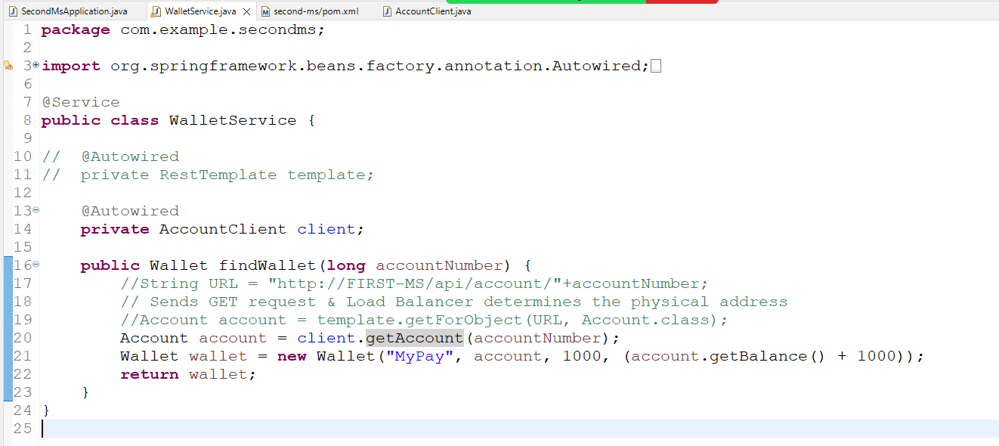 SecondMsApplication.java WalletService.java second-ms/pom.xml AccountClient.java
1 package com.example.secondms;
2
3 import org.springframework.beans.factory.annotation.Autowired;
6
7 @Service
8 public class WalletService {
9
10 // @Autowired
11 // private RestTemplate template;
12
13 @Autowired
14 private AccountClient client;
15
16 public Wallet findWallet(long accountNumber) {
17 //String URL = "http://FIRST-MS/api/account/"+accountNumber;
18 // Sends GET request & Load Balancer determines the physical address
19 //Account account = template.getForObject(URL, Account.class);
20 Account account = client.getAccount(accountNumber);
21 Wallet wallet = new Wallet("MyPay", account, 1000, (account.getBalance() + 1000));
22 return wallet;
23 }
24 }
25